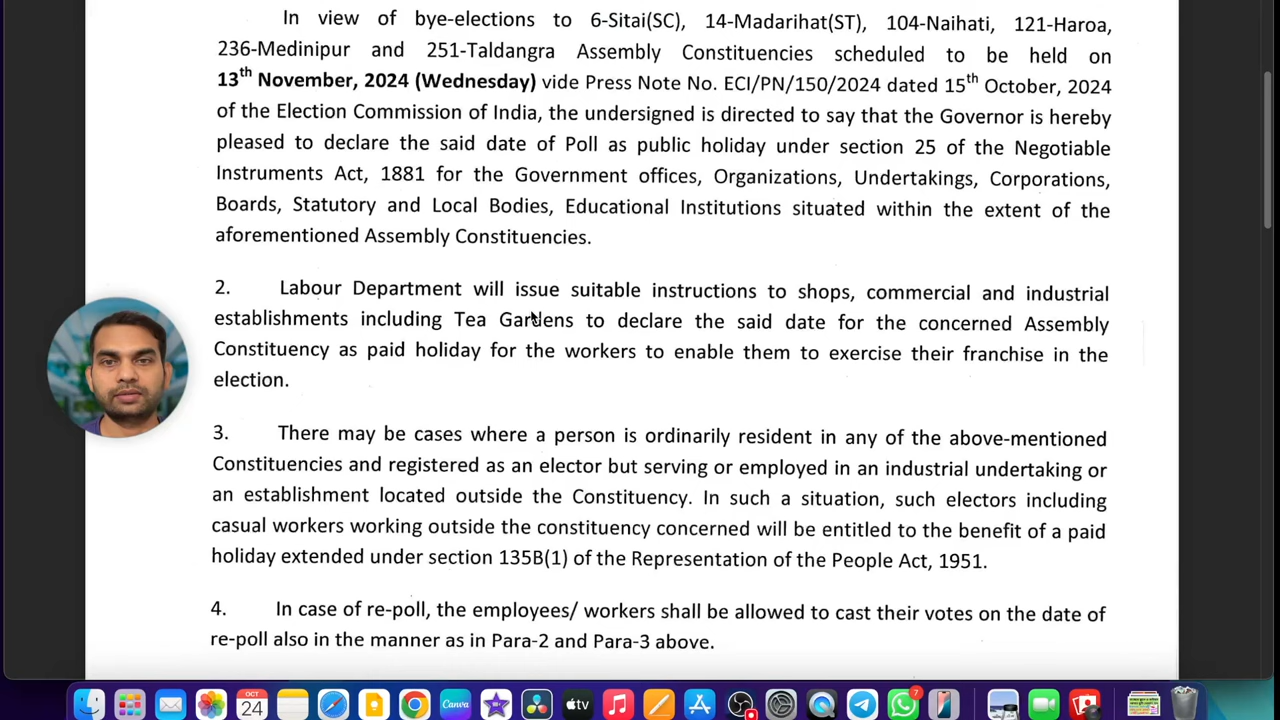 In view of bye-elections to 6-Sitai(SC), 14-Madarihat(ST), 104-Naihati, 121-Haroa,
236-Medinipur and 251-Taldangra Assembly Constituencies scheduled to be held on
13th November, 2024 (Wednesday) vide Press Note No. ECI/PN/150/2024 dated 15th October, 2024
of the Election Commission of India, the undersigned is directed to say that the Governor is hereby
pleased to declare the said date of Poll as public holiday under section 25 of the Negotiable
Instruments Act, 1881 for the Government offices, Organizations, Undertakings, Corporations,
Boards, Statutory and Local Bodies, Educational Institutions situated within the extent of the
aforementioned Assembly Constituencies.
2. Labour Department will issue suitable instructions to shops, commercial and industrial
establishments including Tea Gardens to declare the said date for the concerned Assembly
Constituency as paid holiday for the workers to enable them to exercise their franchise in the
election.
3. There may be cases where a person is ordinarily resident in any of the above-mentioned
Constituencies and registered as an elector but serving or employed in an industrial undertaking or
an establishment located outside the Constituency. In such a situation, such electors including
casual workers working outside the constituency concerned will be entitled to the benefit of a paid
holiday extended under section 135B(1) of the Representation of the People Act, 1951.
4. In case of re-poll, the employees/ workers shall be allowed to cast their votes on the date of
re-poll also in the manner as in Para-2 and Para-3 above.
OCT
24
Canva
tv
7